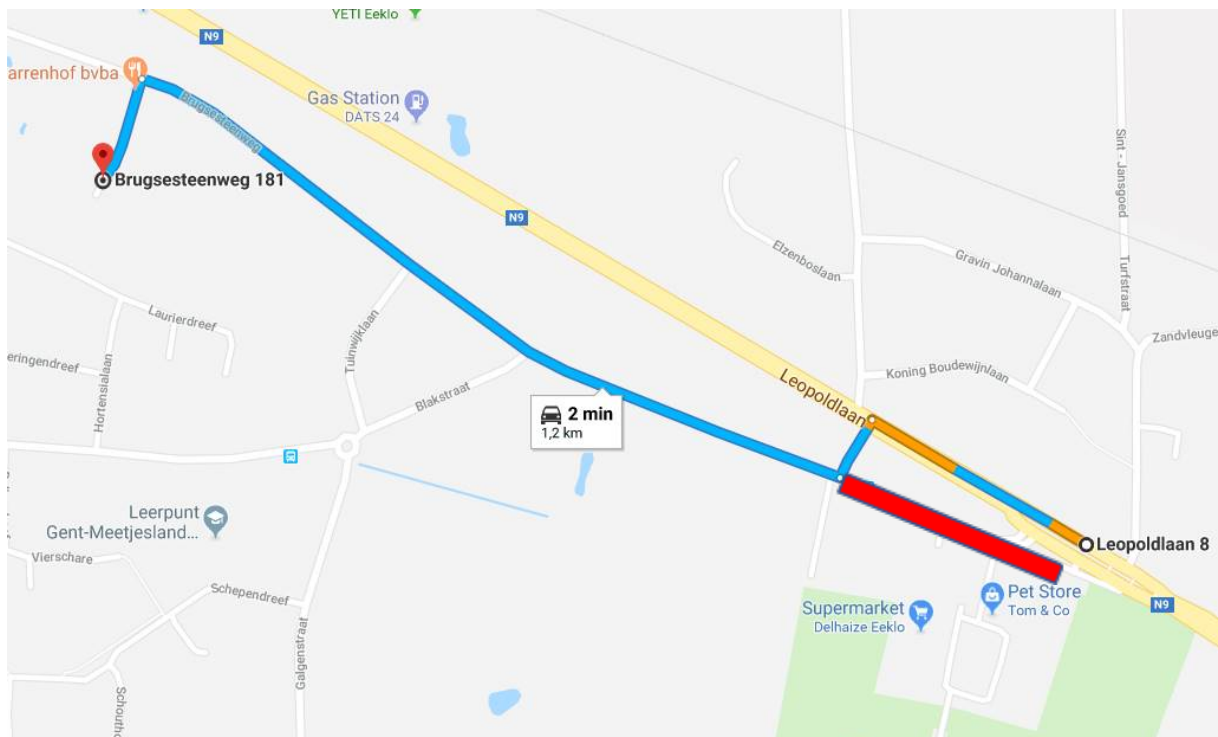 YETI Eeklo
N9
arrenhof bvba
Brugsesteenweg
Gas Station
DATS 24
Brugsesteenweg 181
N9
Sint - Jansgoed
Elzenboslaan
Gravin Johannalaan
Turfstraat
Laurierdreef
Zandvleuge
eringendreef
Hortensialaan
Tuinwijklaan
Blakstraat
Leopoldlaan
Koning Boudewijnlaan
2 min
1,2 km
Leerpunt
Gent-Meetjesland...
Leopoldlaan 8
Vierschare
Schependreef
Galgenstraat
Supermarket
Delhaize Eeklo
Pet Store
Tom & Co
N9
Schoutho